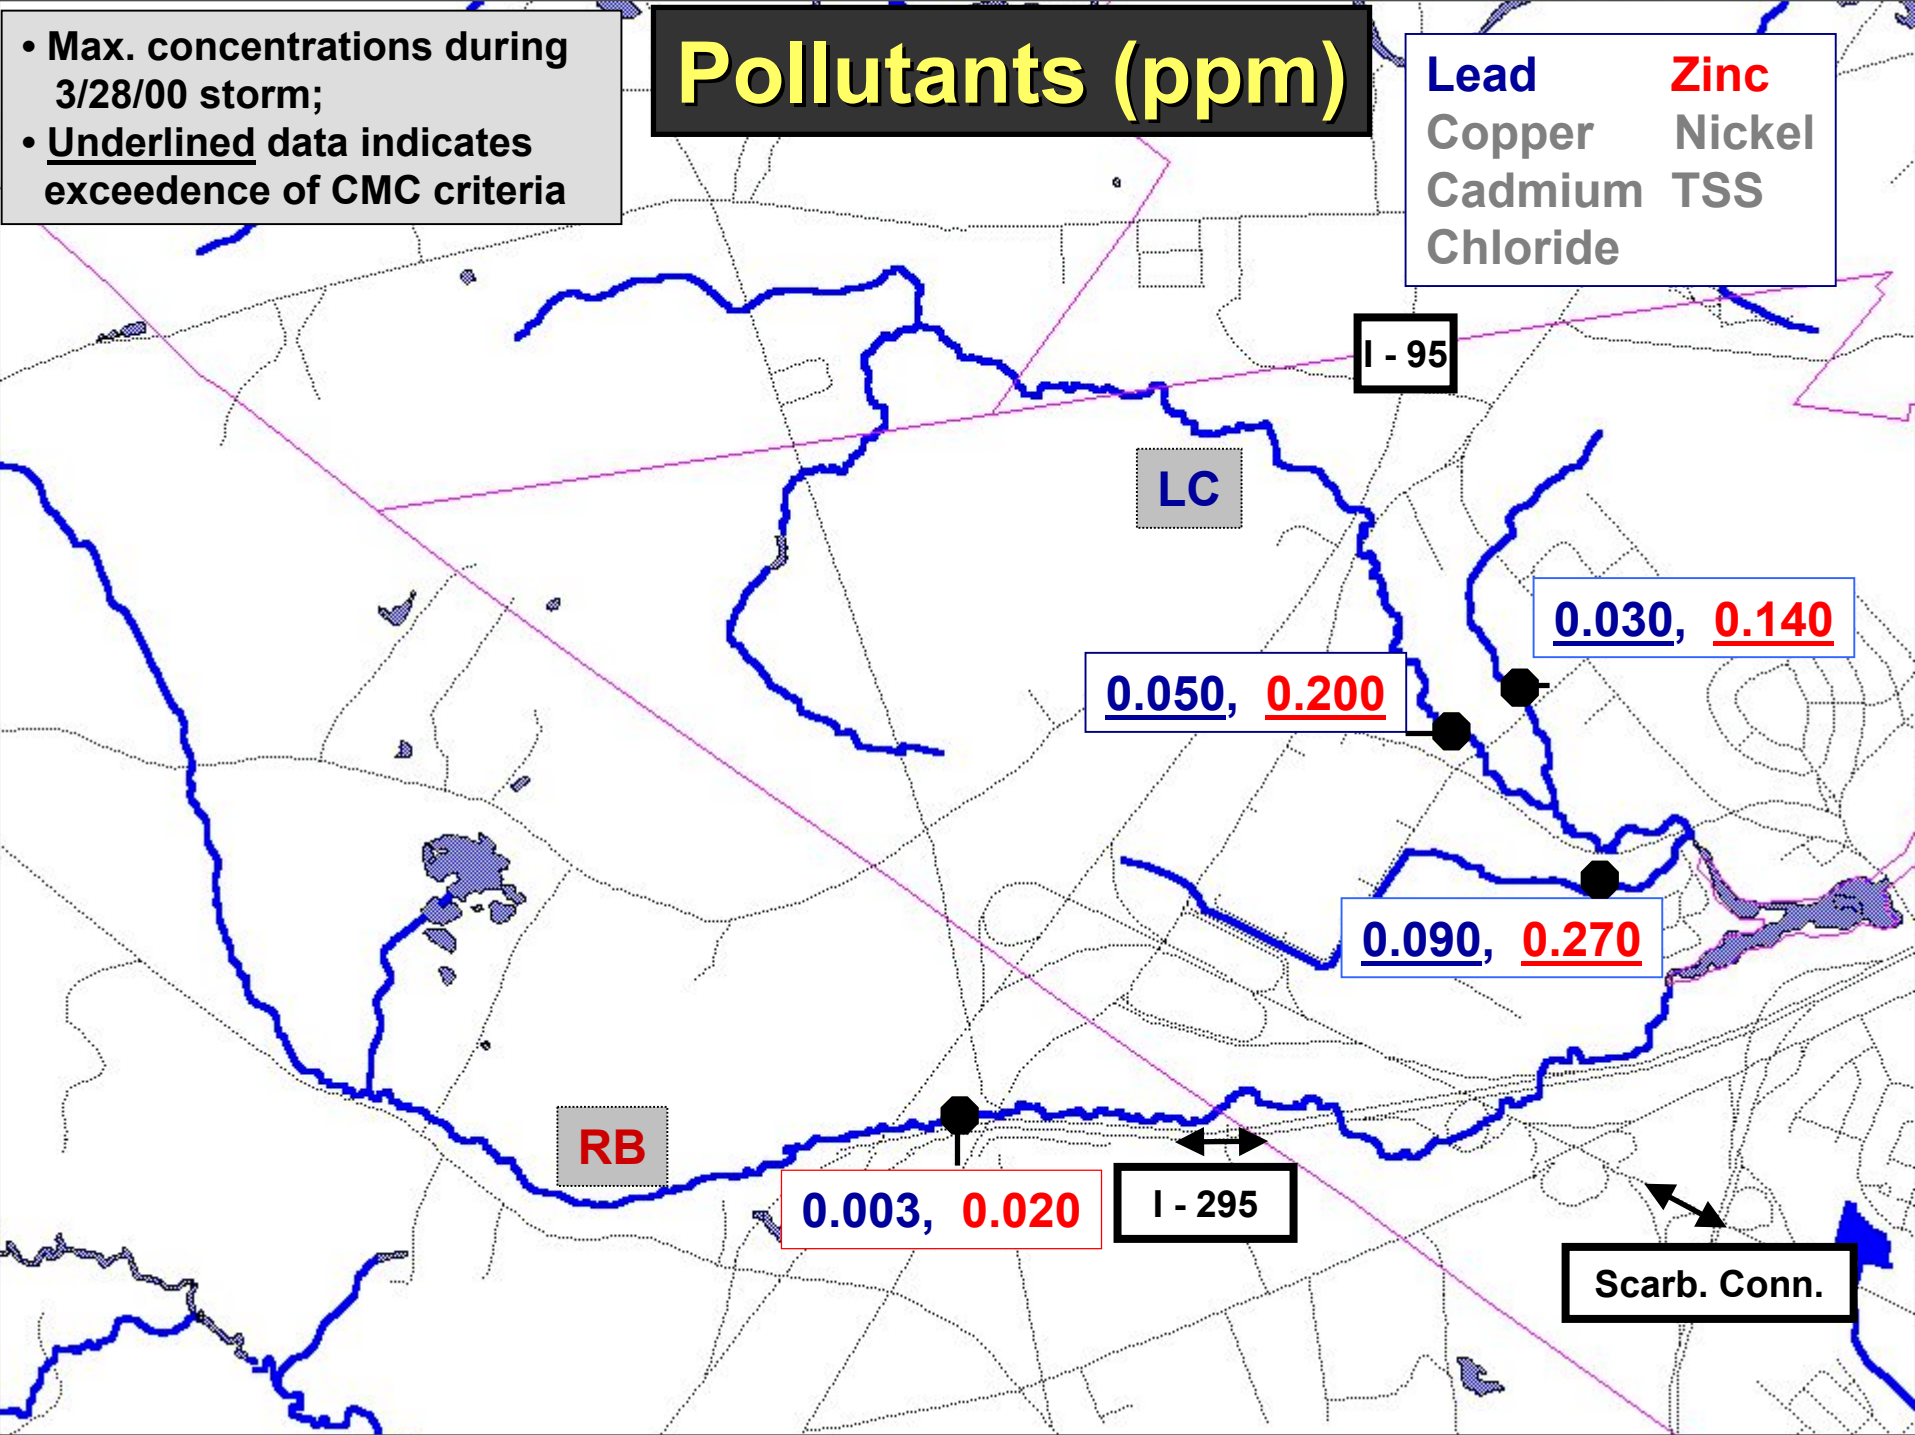 • Max. concentrations during
3/28/00 storm;
• Underlined data indicates
exceedence of CMC criteria
Pollutants (ppm)
Lead Zinc
Copper Nickel
Cadmium TSS
Chloride
I - 95
LC
0.030, 0.140
0.050, 0.200
0.090, 0.270
RB
0.003, 0.020
I - 295
Scarb. Conn.